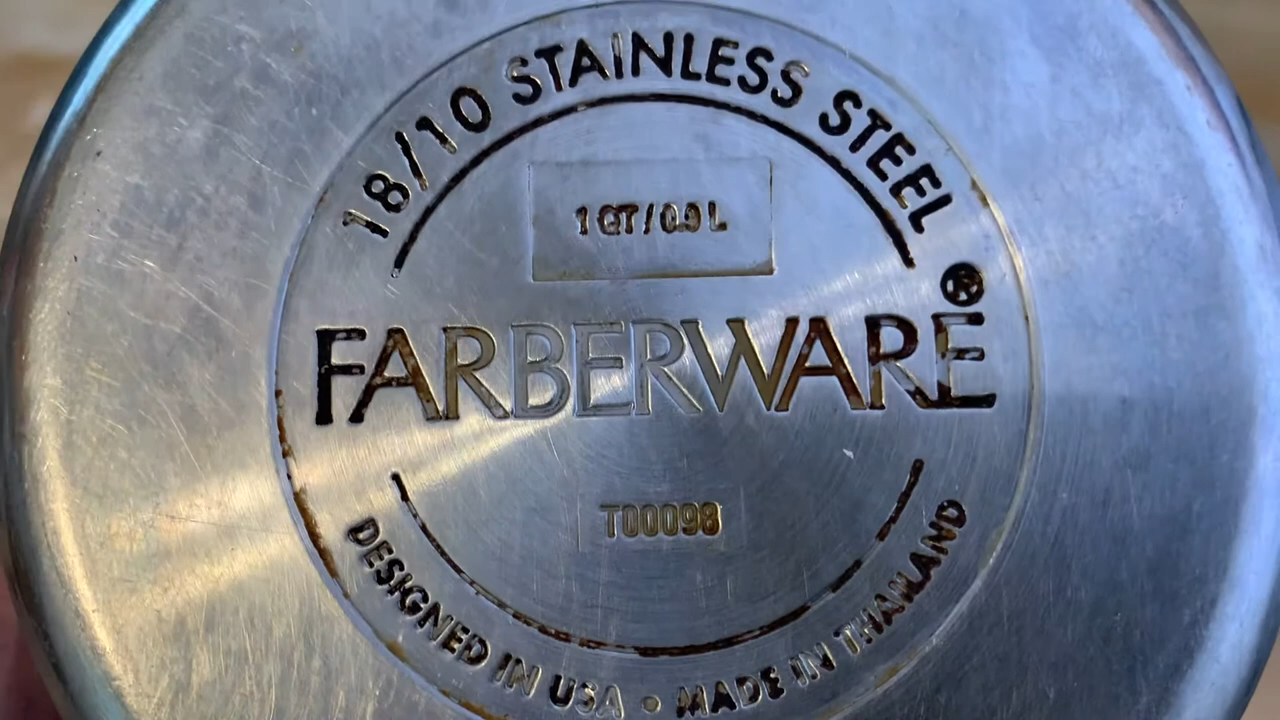 18/10 STAINLESS STEEL
1 QT / 0.9 L
FARBERWARE®
T00098
DESIGNED IN USA • MADE IN THAILAND